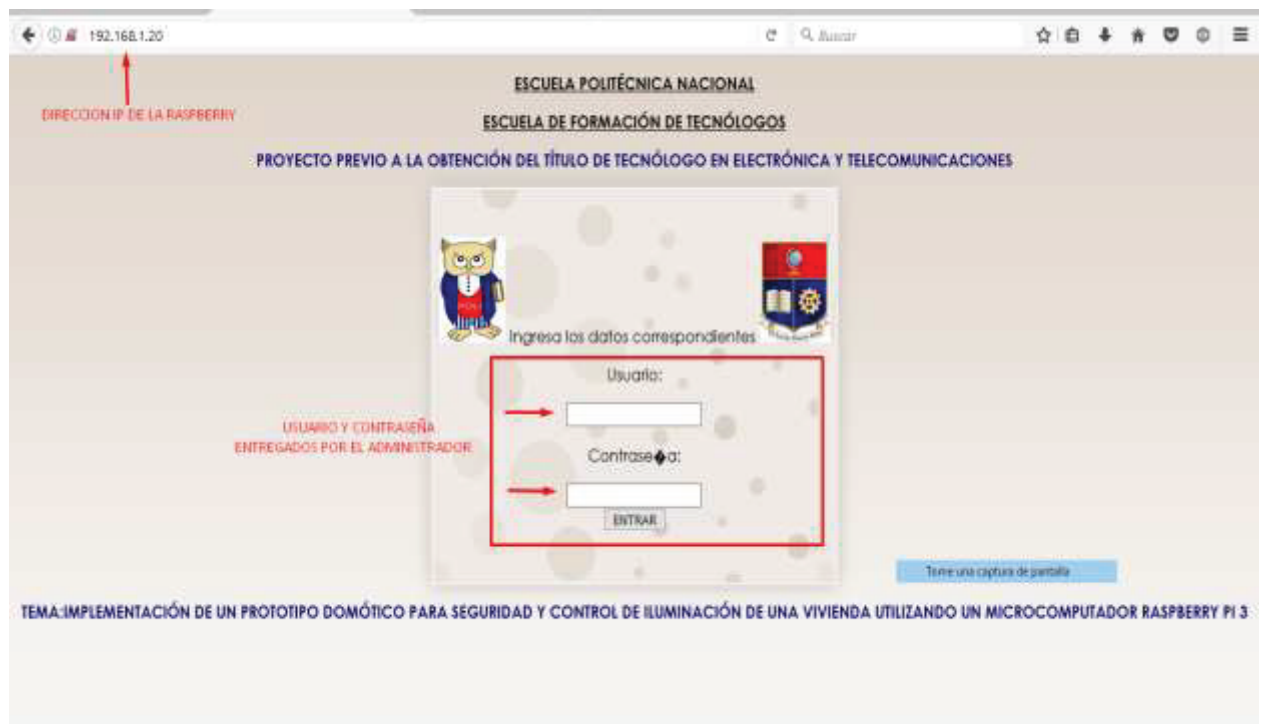 192.168.1.20
Buscar
DIRECCION IP DE LA RASPBERRY
ESCUELA POLITÉCNICA NACIONAL
ESCUELA DE FORMACIÓN DE TECNÓLOGOS
PROYECTO PREVIO A LA OBTENCIÓN DEL TÍTULO DE TECNÓLOGO EN ELECTRÓNICA Y TELECOMUNICACIONES
Ingresa los datos correspondientes
Usuario:
USUARIO Y CONTRASEÑA
ENTREGADOS POR EL ADMINISTRADOR
Contrase�a:
ENTRAR
Tome una captura de pantalla
TEMA:IMPLEMENTACIÓN DE UN PROTOTIPO DOMÓTICO PARA SEGURIDAD Y CONTROL DE ILUMINACIÓN DE UNA VIVIENDA UTILIZANDO UN MICROCOMPUTADOR RASPBERRY PI 3